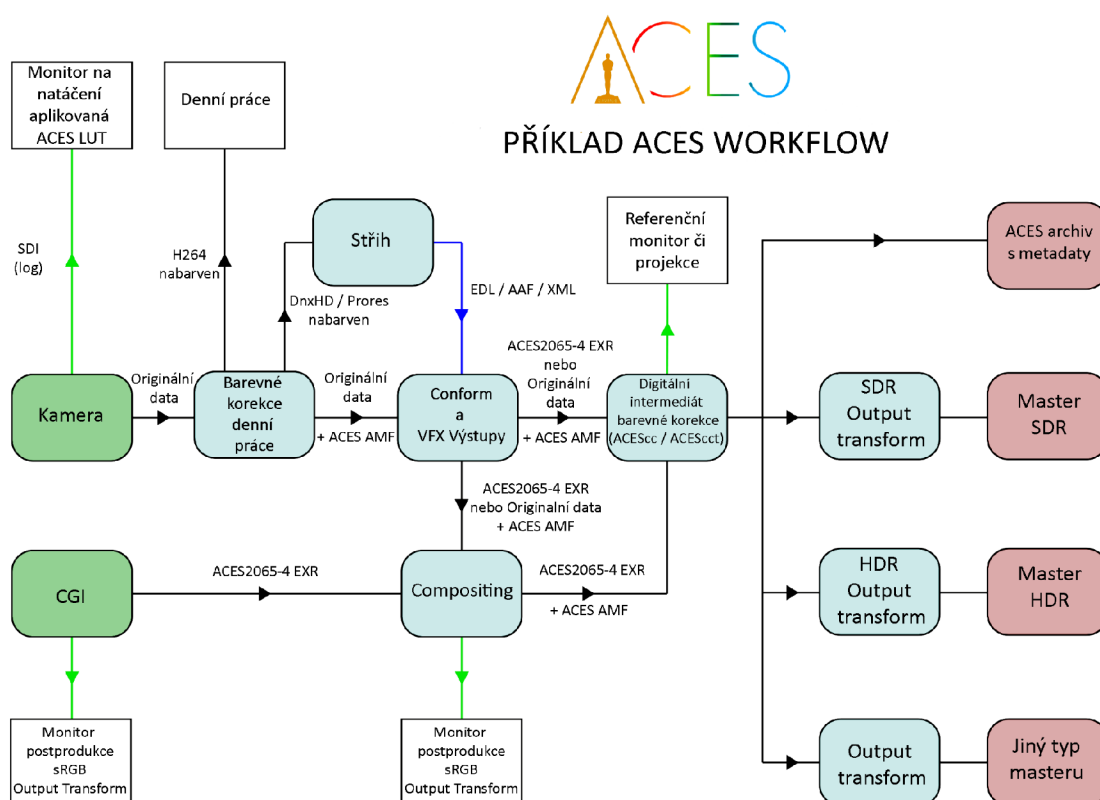 ACES
PŘÍKLAD ACES WORKFLOW
Monitor na
natáčení
aplikovaná
ACES LUT
Denní práce
SDI
(log)
H264
nabarven
Střih
DnxHD / Prores
nabarven
EDL / AAF / XML
Referenční
monitor či
projekce
ACES archiv
s metadaty
Kamera
Originální
data
Barevné
korekce
denní
práce
Originální
data
+ ACES AMF
Conform
a
VFX Výstupy
ACES2065-4 EXR
nebo
Originální
data
+ ACES AMF
Digitální
intermediát
barevné korekce
(ACEScc / ACEScct)
SDR
Output
transform
Master
SDR
ACES2065-4 EXR
nebo Originalní data
+ ACES AMF
CGI
ACES2065-4 EXR
Compositing
ACES2065-4 EXR
+ ACES AMF
HDR
Output
transform
Master
HDR
Monitor
postprodukce
sRGB
Output Transform
Monitor
postprodukce
sRGB
Output Transform
Output
transform
Jiný typ
masteru